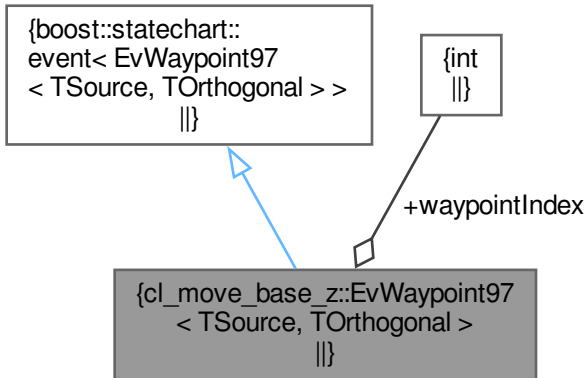 {boost::statechart::
event< EvWaypoint97
< TSource, TOrthogonal > >
||}
{int
||}
+waypointIndex
{cl_move_base_z::EvWaypoint97
< TSource, TOrthogonal >
||}